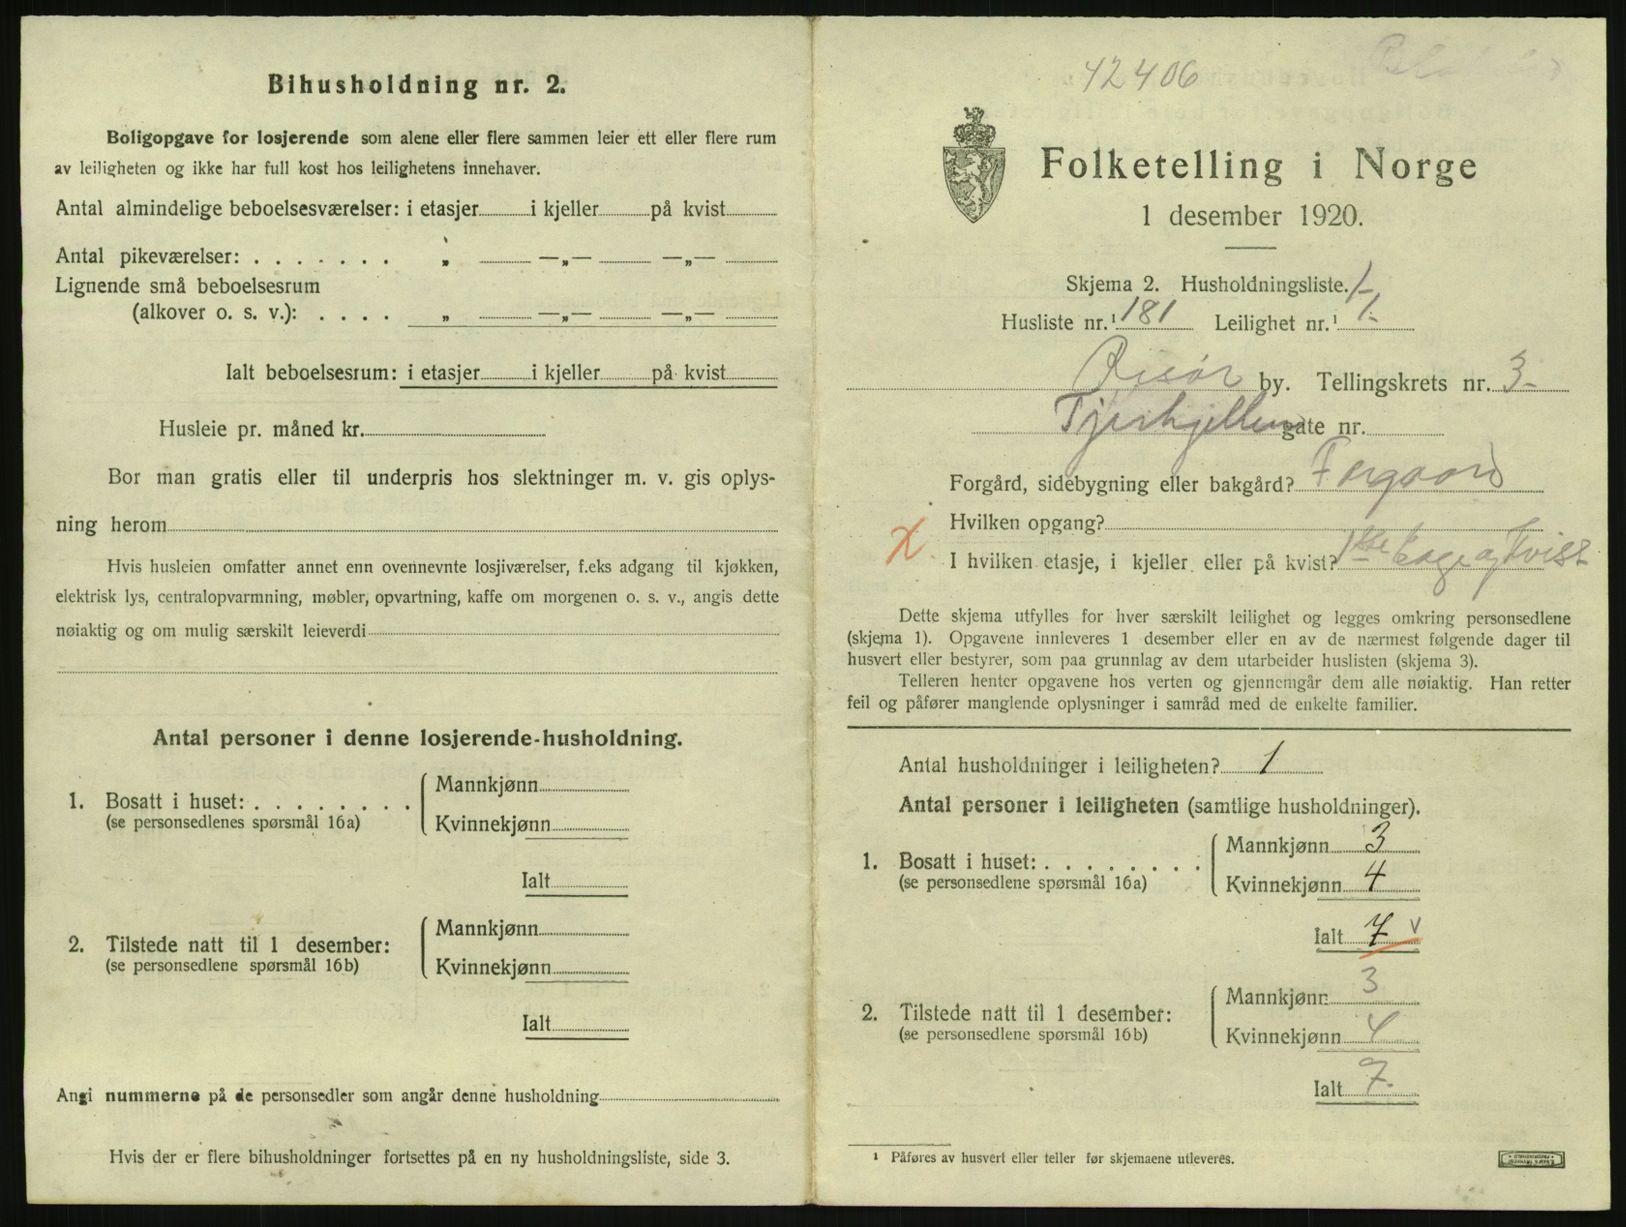 Bihusholdning nr. 2.
Boligopgave for losjerende som alene eller flere sammen leier ett eller flere rum
av leiligheten og ikke har full kost hos leilighetens innehaver.
Antal almindelige beboelsesværelser: i etasjer i kjeller på kvist
Antal pikeværelser: . . . . . . . „ —„— —„—
Lignende små beboelsesrum
(alkover o. s. v.): . . . . „ —„— —„—
Ialt beboelsesrum: i etasjer i kjeller på kvist
Husleie pr. måned kr.
Bor man gratis eller til underpris hos slektninger m. v. gis oplys-
ning herom
Hvis husleien omfatter annet enn ovennevnte losjiværelser, f.eks adgang til kjøkken,
elektrisk lys, centralopvarmning, møbler, opvartning, kaffe om morgenen o. s. v., angis dette
nøiaktig og om mulig særskilt leieverdi
Antal personer i denne losjerende-husholdning.
1. Bosatt i huset: . . . . . . . .
(se personsedlenes spørsmål 16a)
Mannkjønn
Kvinnekjønn
Ialt
2. Tilstede natt til 1 desember:
(se personsedlenes spørsmål 16b)
Mannkjønn
Kvinnekjønn
Ialt
Angi nummerne på de personsedler som angår denne husholdning
Hvis der er flere bihusholdninger fortsettes på en ny husholdningsliste, side 3.
42406
Folketelling i Norge
1 desember 1920.
Skjema 2. Husholdningsliste. 1-
Husliste nr.¹ 181 Leilighet nr.¹ 1-
Risør by. Tellingskrets nr. 3-
gate nr.
Forgård, sidebygning eller bakgård? Forgaard
Hvilken opgang?
X. I hvilken etasje, i kjeller eller på kvist? 1ste Etage og Kvist
Dette skjema utfylles for hver særskilt leilighet og legges omkring personsedlene
(skjema 1). Opgavene innleveres 1 desember eller en av de nærmest følgende dager til
husvert eller bestyrer, som paa grunnlag av dem utarbeider huslisten (skjema 3).
Telleren henter opgavene hos verten og gjennemgår dem alle nøiaktig. Han retter
feil og påfører manglende oplysninger i samråd med de enkelte familier.
Antal husholdninger i leiligheten? 1
Antal personer i leiligheten (samtlige husholdninger).
1. Bosatt i huset: . . . . . . . .
(se personsedlene spørsmål 16a)
Mannkjønn 3
Kvinnekjønn 4
Ialt 7 v
2. Tilstede natt til 1 desember:
(se personsedlene spørsmål 16b)
Mannkjønn 3
Kvinnekjønn 4
Ialt 7-
¹ Påføres av husvert eller teller før skjemaene utleveres.